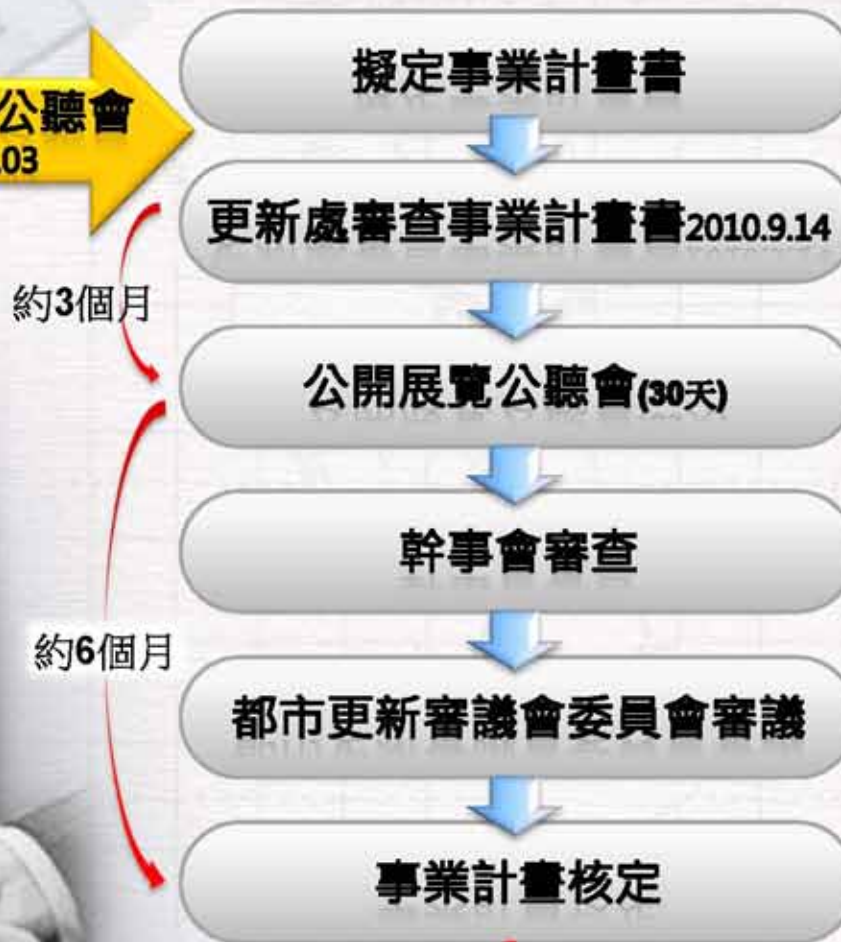 擬定事業計畫書
公聽會
03
更新處審查事業計畫書2010.9.14
約3個月
公開展覽公聽會(30天)
幹事會審查
約6個月
都市更新審議會委員會審議
事業計畫核定